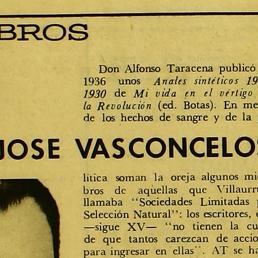 BROS
Don Alfonso Taracena publicó
1936 unos Anales sintéticos 19
1930 de Mi vida en el vértigo
la Revolución (ed. Botas). En me
de los hechos de sangre y de la
JOSE VASCONCELOS
lítica soman la oreja algunos mi
bros de aquellas que Villaurru
llamaba "Sociedades Limitadas p
Selección Natural": los escritores,
—sigue XV— "no tienen la cu
de que tantos carezcan de accio
para ingresar en ellas". AT se ha